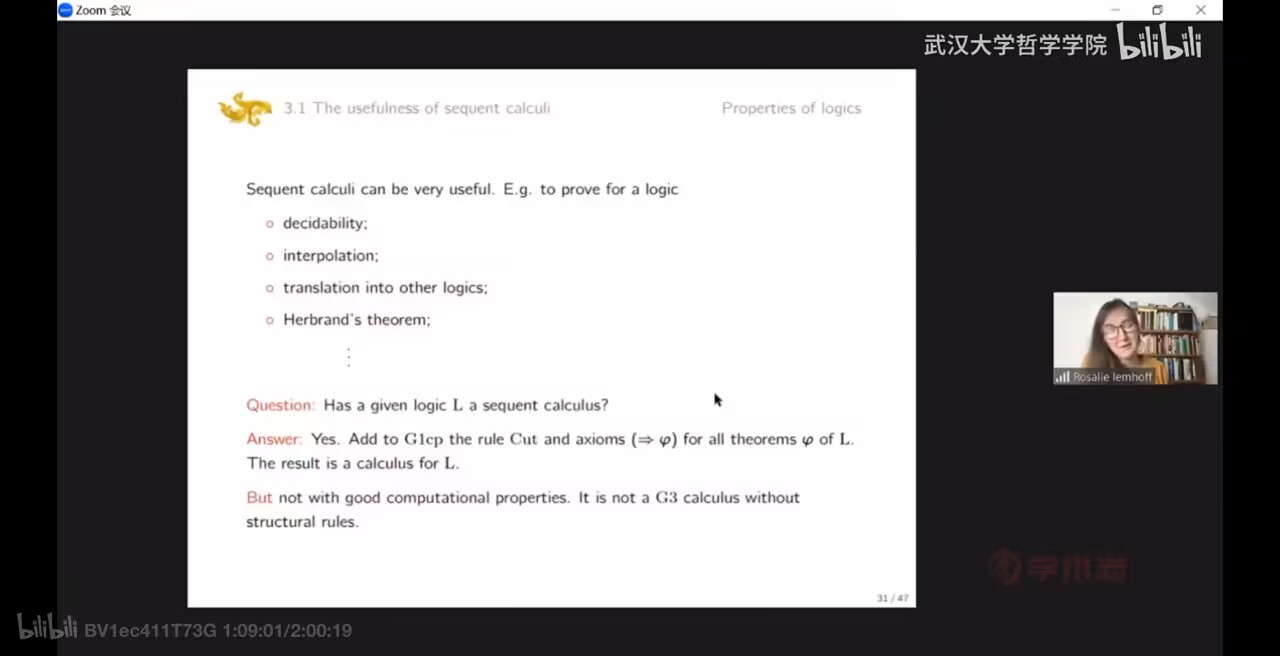 Zoom 会议
武汉大学哲学学院 bilibili
3.1 The usefulness of sequent calculi
Properties of logics
Sequent calculi can be very useful. E.g. to prove for a logic
decidability;
interpolation;
translation into other logics;
Herbrand's theorem;
⋮
Question: Has a given logic L a sequent calculus?
Answer: Yes. Add to G1cp the rule Cut and axioms (⇒ φ) for all theorems φ of L.
The result is a calculus for L.
But not with good computational properties. It is not a G3 calculus without
structural rules.
31 / 47
Rosalie Iemhoff
学术志
bilibili BV1ec411T73G 1:09:01/2:00:19